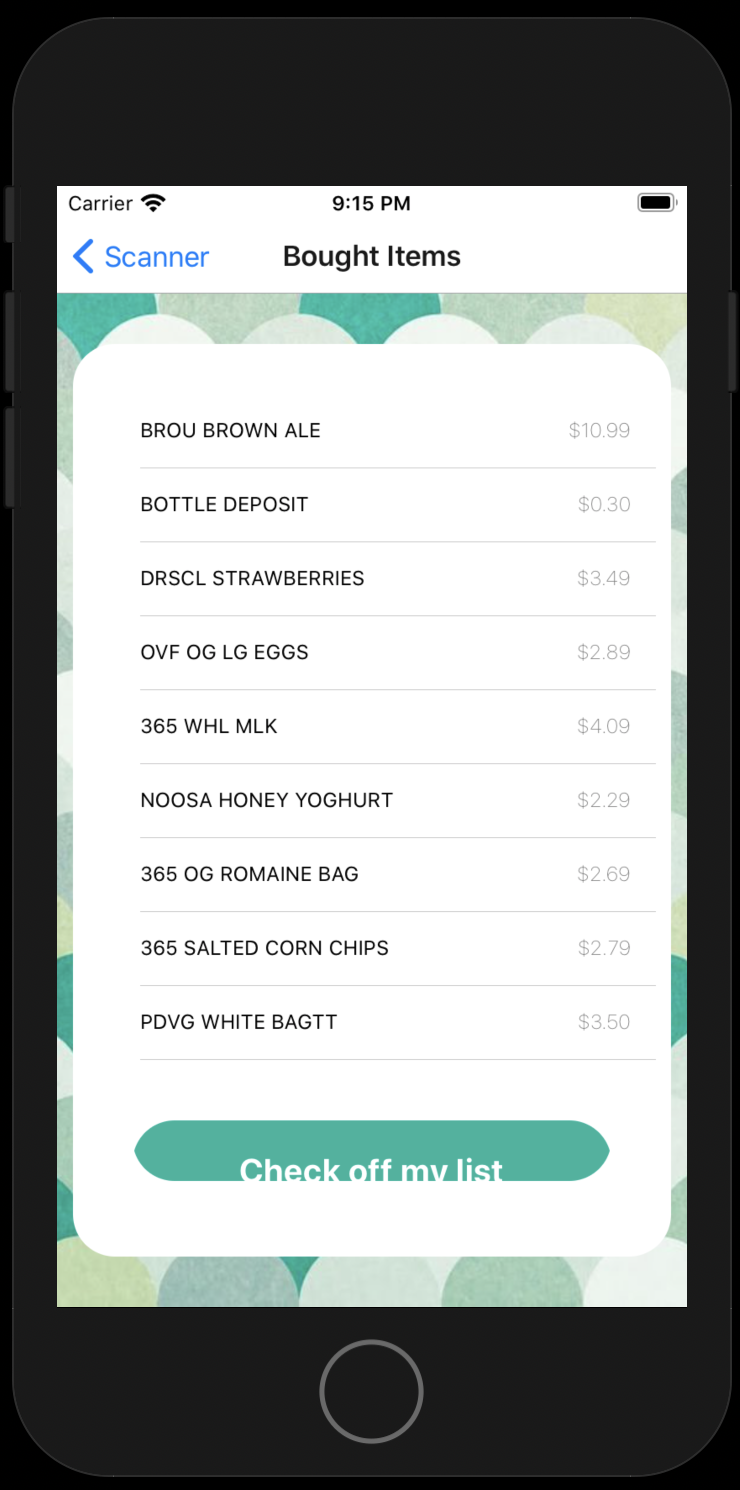 Carrier 9:15 PM
Scanner Bought Items
BROU BROWN ALE $10.99
BOTTLE DEPOSIT $0.30
DRSCL STRAWBERRIES $3.49
OVF OG LG EGGS $2.89
365 WHL MLK $4.09
NOOSA HONEY YOGHURT $2.29
365 OG ROMAINE BAG $2.69
365 SALTED CORN CHIPS $2.79
PDVG WHITE BAGTT $3.50
Check off my list